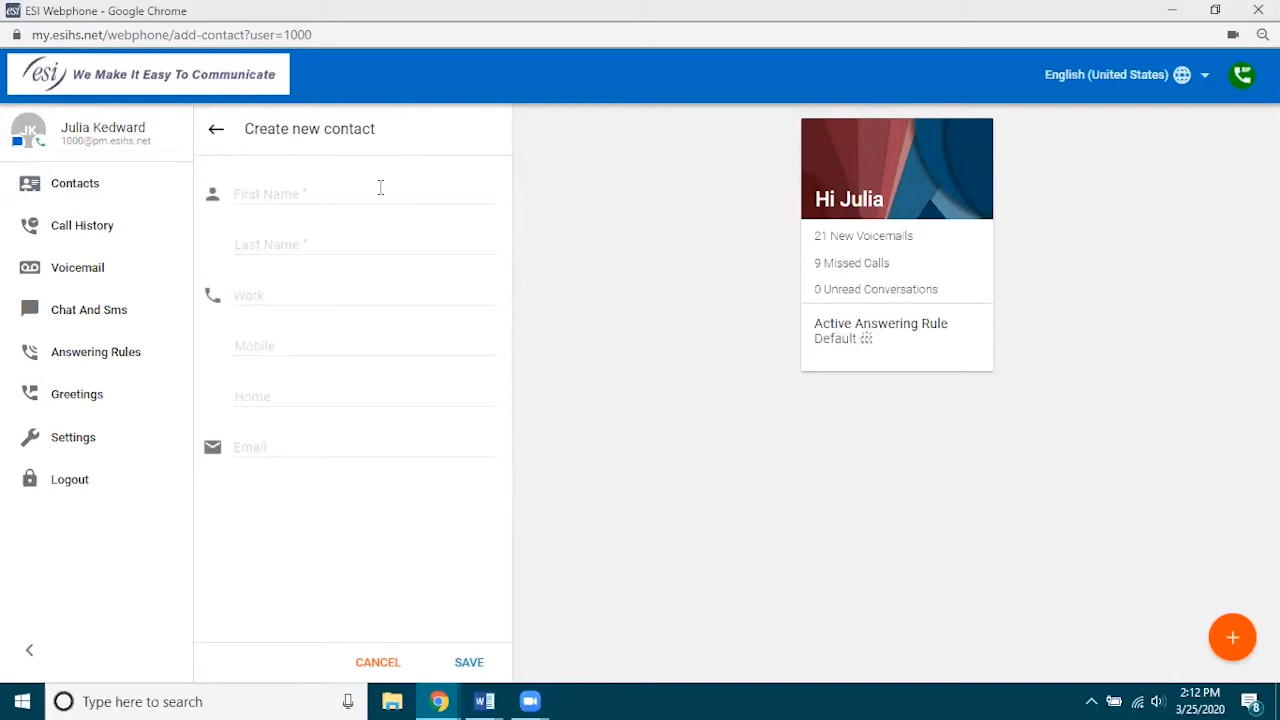 ESI Webphone - Google Chrome
my.esihs.net/webphone/add-contact?user=1000
esi We Make It Easy To Communicate
English (United States)
JK
Julia Kedward
1000@pm.esihs.net
Contacts
Call History
Voicemail
Chat And Sms
Answering Rules
Greetings
Settings
Logout
Create new contact
First Name *
Last Name *
Work
Mobile
Home
Email
CANCEL
SAVE
Hi Julia
21 New Voicemails
9 Missed Calls
0 Unread Conversations
Active Answering Rule
Default
Type here to search
2:12 PM
3/25/2020
8